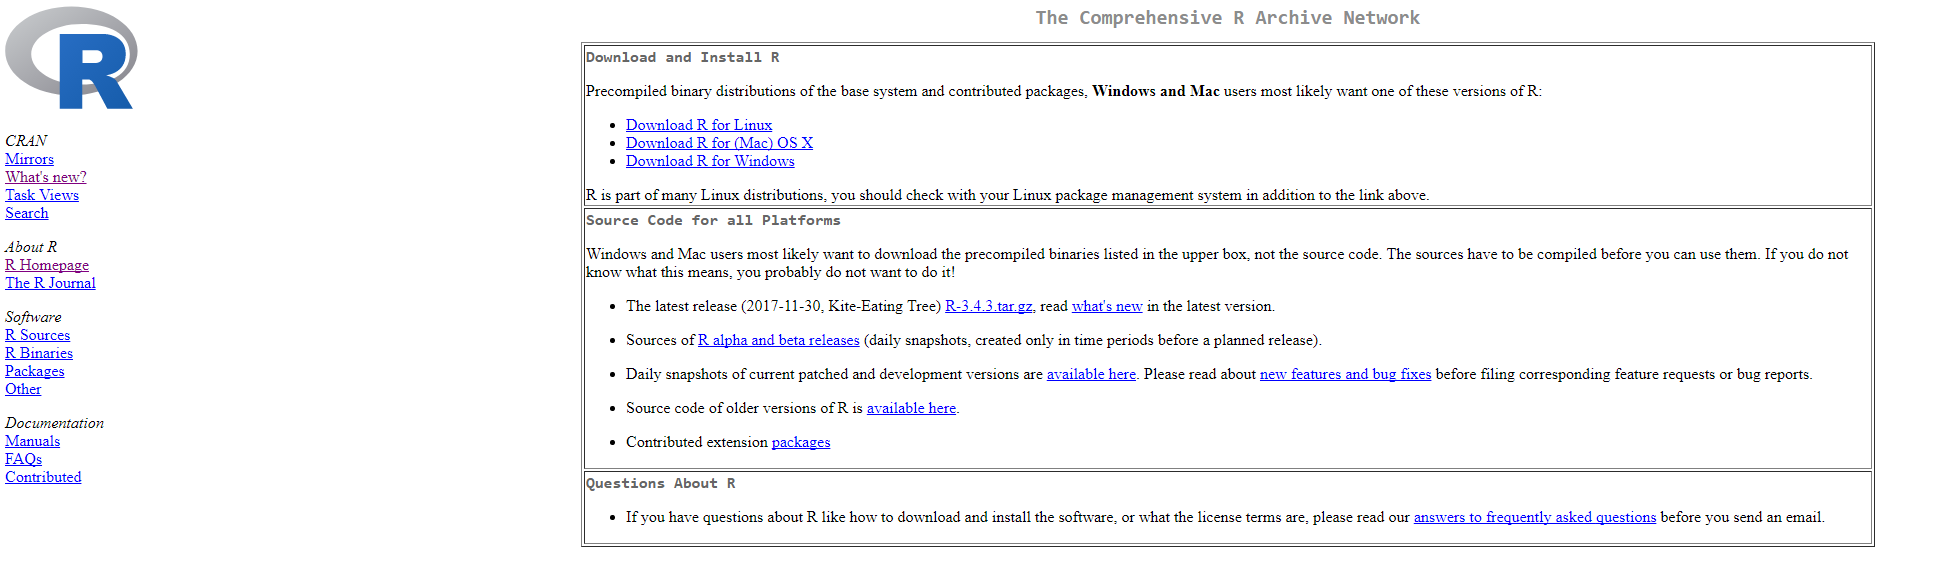 R
CRAN
Mirrors
What's new?
Task Views
Search
About R
R Homepage
The R Journal
Software
R Sources
R Binaries
Packages
Other
Documentation
Manuals
FAQs
Contributed
The Comprehensive R Archive Network
Download and Install R
Precompiled binary distributions of the base system and contributed packages, Windows and Mac users most likely want one of these versions of R:
• Download R for Linux
• Download R for (Mac) OS X
• Download R for Windows
R is part of many Linux distributions, you should check with your Linux package management system in addition to the link above.
Source Code for all Platforms
Windows and Mac users most likely want to download the precompiled binaries listed in the upper box, not the source code. The sources have to be compiled before you can use them. If you do not
know what this means, you probably do not want to do it!
• The latest release (2017-11-30, Kite-Eating Tree) R-3.4.3.tar.gz, read what's new in the latest version.
• Sources of R alpha and beta releases (daily snapshots, created only in time periods before a planned release).
• Daily snapshots of current patched and development versions are available here. Please read about new features and bug fixes before filing corresponding feature requests or bug reports.
• Source code of older versions of R is available here.
• Contributed extension packages
Questions About R
• If you have questions about R like how to download and install the software, or what the license terms are, please read our answers to frequently asked questions before you send an email.